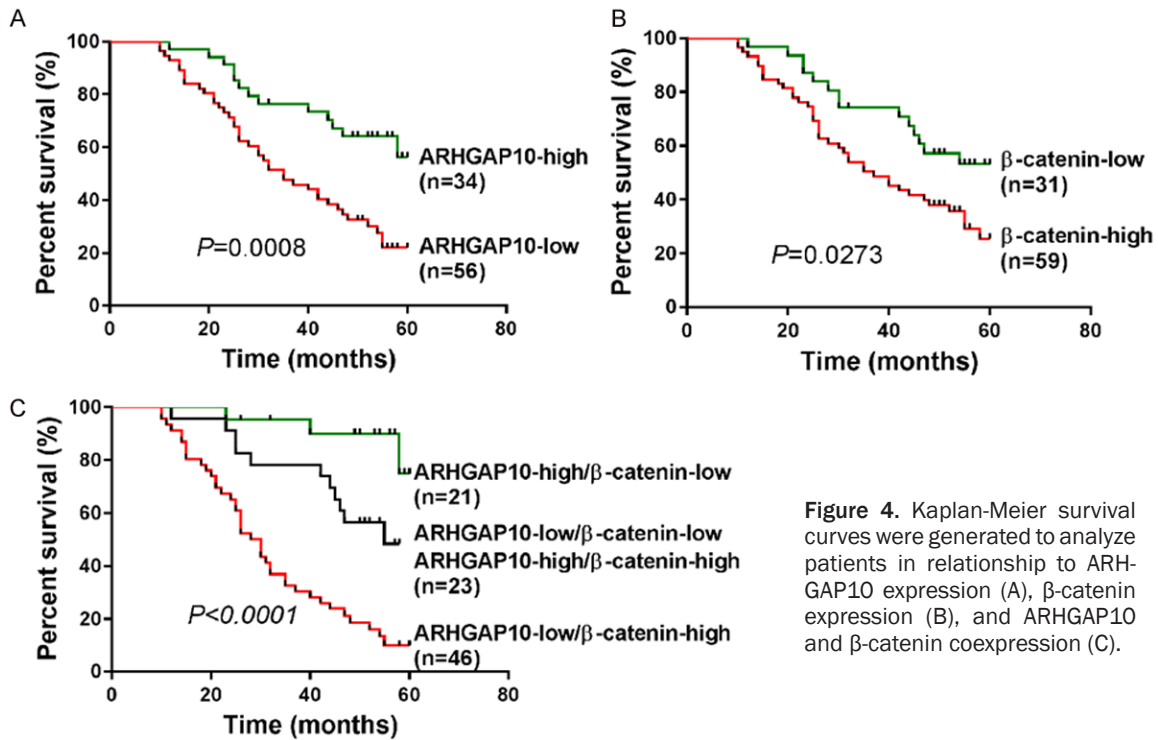 A
Percent survival (%)
100
80
60
40
20
0
0 20 40 60 80
Time (months)
ARHGAP10-high
(n=34)
ARHGAP10-low
(n=56)
P=0.0008
B
Percent survival (%)
100
80
60
40
20
0
0 20 40 60 80
Time (months)
β-catenin-low
(n=31)
β-catenin-high
(n=59)
P=0.0273
C
Percent survival (%)
100
80
60
40
20
0
0 20 40 60 80
Time (months)
ARHGAP10-high/β-catenin-low
(n=21)
ARHGAP10-low/β-catenin-low
ARHGAP10-high/β-catenin-high
(n=23)
P<0.0001
ARHGAP10-low/β-catenin-high
(n=46)
Figure 4. Kaplan-Meier survival
curves were generated to analyze
patients in relationship to ARH-
GAP10 expression (A), β-catenin
expression (B), and ARHGAP10
and β-catenin coexpression (C).